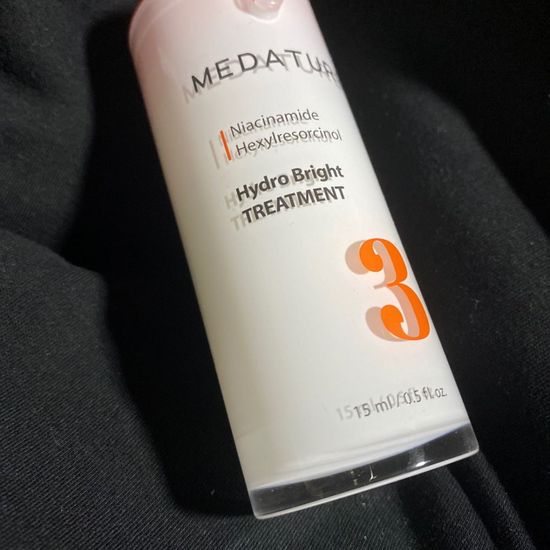 MEDATUR
Niacinamide
Hexylresorcinol
Hydro Bright
TREATMENT
3
15 ml / 0.5 fl. oz.